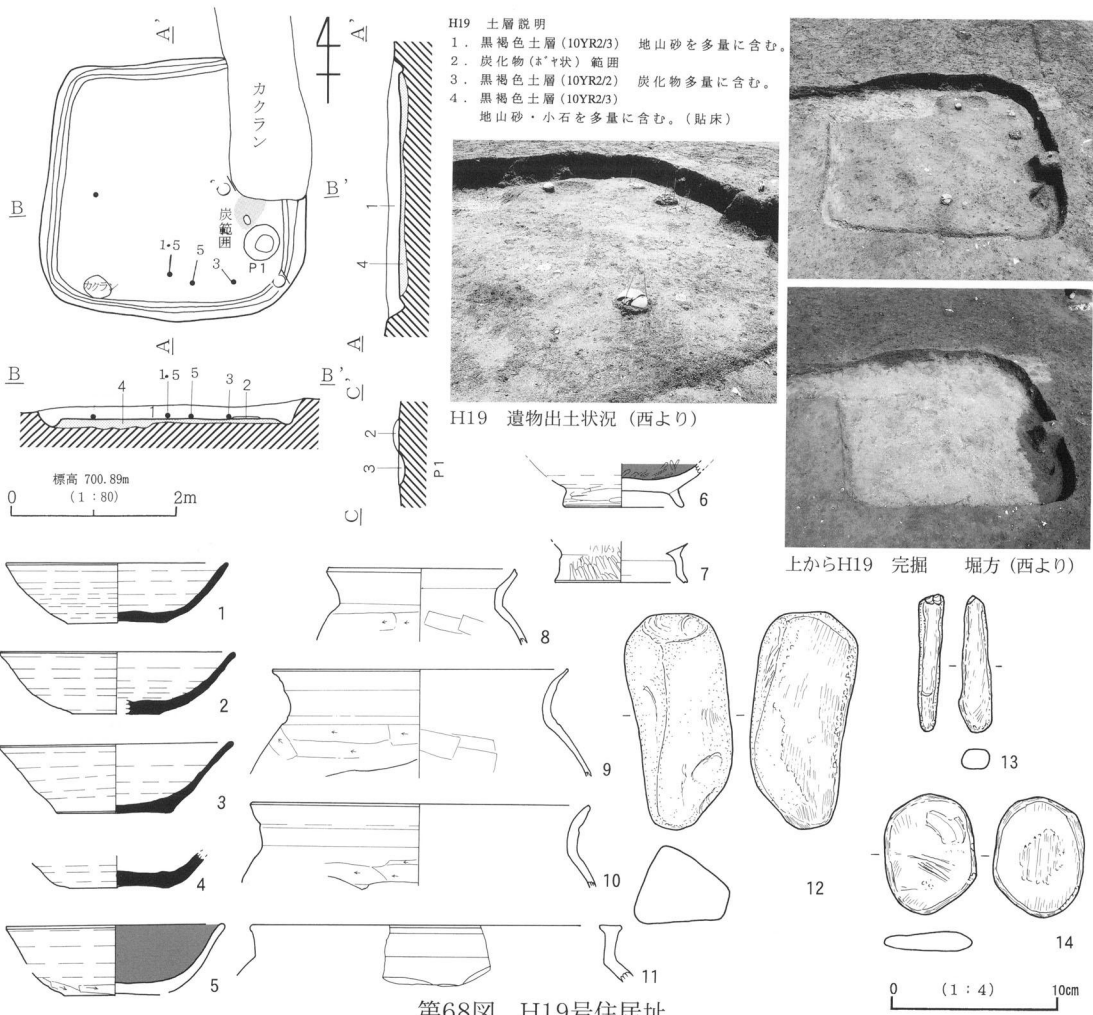 H19 土層説明
1. 黒褐色土層(10YR2/3) 地山砂を多量に含む。
2. 炭化物(ﾎﾞﾔ状)範囲
3. 黒褐色土層(10YR2/2) 炭化物多量に含む。
4. 黒褐色土層(10YR2/3)
地山砂・小石を多量に含む。(貼床)
A'
A'
カクラン
B
B'
C'
炭範囲
1
4
1・5
5
3
P1
カクラン
C
A
A
B
4
1
1・5
5
3
2
B'
C'
2
3
P1
C
標高 700.89m
0 (1:80) 2m
H19 遺物出土状況(西より)
上からH19 完掘 堀方(西より)
1
2
3
4
5
6
7
8
9
10
11
12
13
14
0 (1:4) 10cm
第68図 H19号住居址